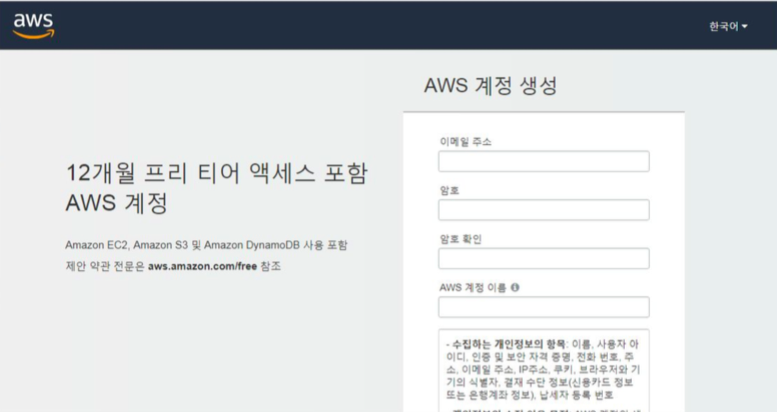 aws
한국어
AWS 계정 생성
12개월 프리 티어 액세스 포함
AWS 계정
Amazon EC2, Amazon S3 및 Amazon DynamoDB 사용 포함
제안 약관 전문은 aws.amazon.com/free 참조
이메일 주소
암호
암호 확인
AWS 계정 이름
- 수집하는 개인정보의 항목: 이름, 사용자 아
이디, 인증 및 보안 자격 증명, 전화 번호, 주
소, 이메일 주소, IP주소, 쿠키, 브라우저와 기
기의 식별자, 결재 수단 정보(신용카드 정보
또는 은행계좌 정보), 납세자 등록 번호